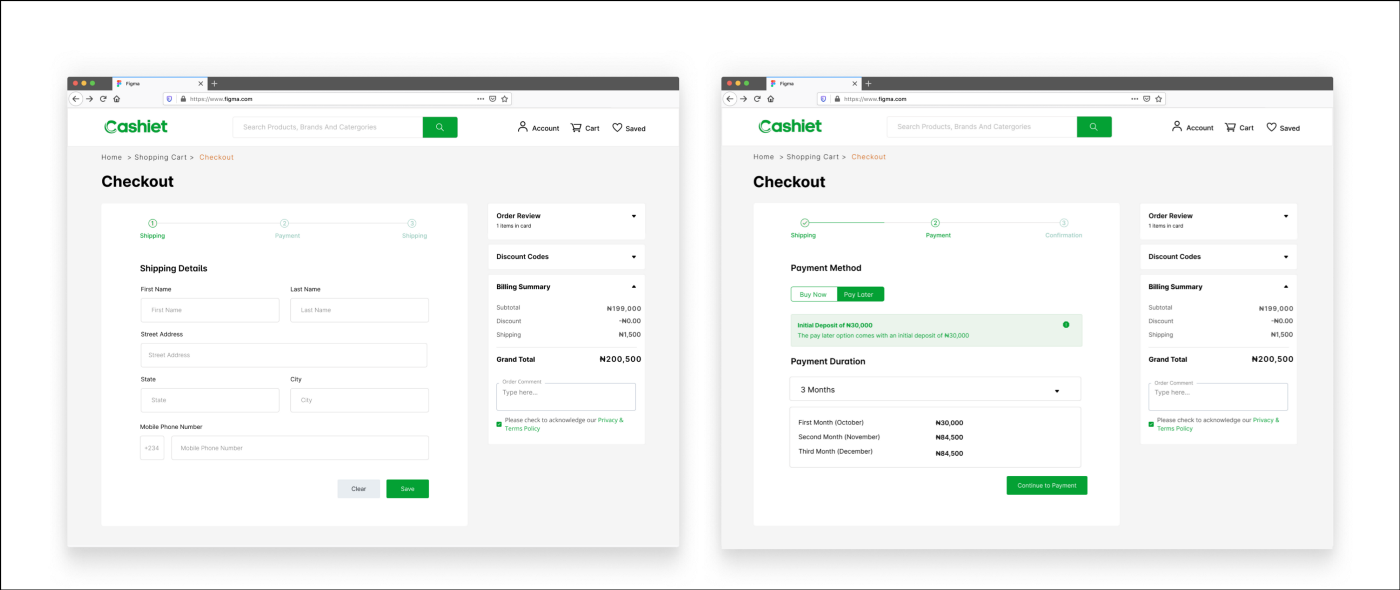 Figma
https://www.figma.com
Cashiet
Search Products, Brands And Catergories
Account
Cart
Saved
Home > Shopping Cart > Checkout
Checkout
1
2
3
Shipping
Payment
Shipping
Shipping Details
First Name
Last Name
First Name
Last Name
Street Address
Street Address
State
City
State
City
Mobile Phone Number
+234
Mobile Phone Number
Clear
Save
Order Review
1 items in card
Discount Codes
Billing Summary
Subtotal ₦199,000
Discount -₦0.00
Shipping ₦1,500
Grand Total ₦200,500
Order Comment
Type here...
Please check to acknowledge our Privacy &
Terms Policy
Figma
https://www.figma.com
Cashiet
Search Products, Brands And Catergories
Account
Cart
Saved
Home > Shopping Cart > Checkout
Checkout
2
3
Shipping
Payment
Confirmation
Payment Method
Buy Now
Pay Later
Initial Deposit of ₦30,000
The pay later option comes with an initial deposit of ₦30,000
Payment Duration
3 Months
First Month (October) ₦30,000
Second Month (November) ₦84,500
Third Month (December) ₦84,500
Continue to Payment
Order Review
1 items in card
Discount Codes
Billing Summary
Subtotal ₦199,000
Discount -₦0.00
Shipping ₦1,500
Grand Total ₦200,500
Order Comment
Type here...
Please check to acknowledge our Privacy &
Terms Policy